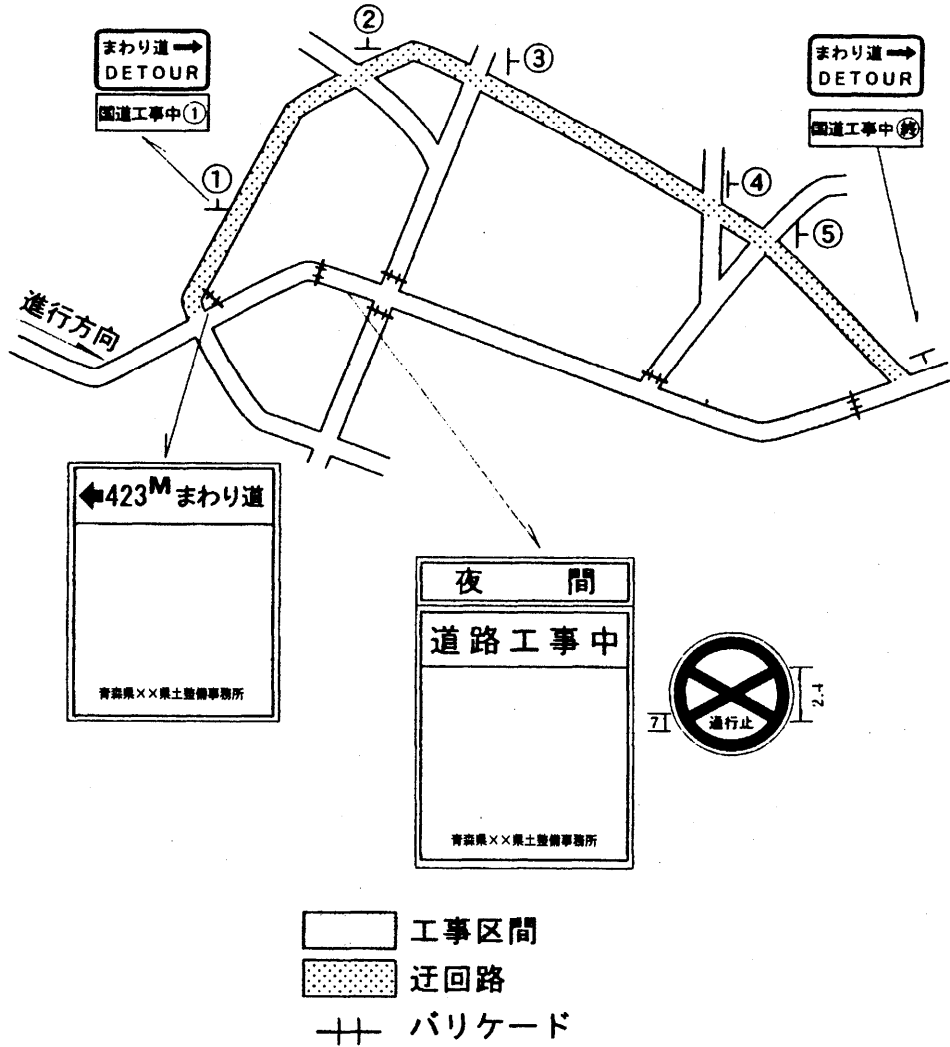 ②
③
まわり道 →
DETOUR
国道工事中①
まわり道 →
DETOUR
国道工事中㊡
①
④
⑤
進行方向
←423M まわり道
青森県××県土整備事務所
夜 間
道路工事中
青森県××県土整備事務所
通行止
7
2.4
工事区間
迂回路
バリケード